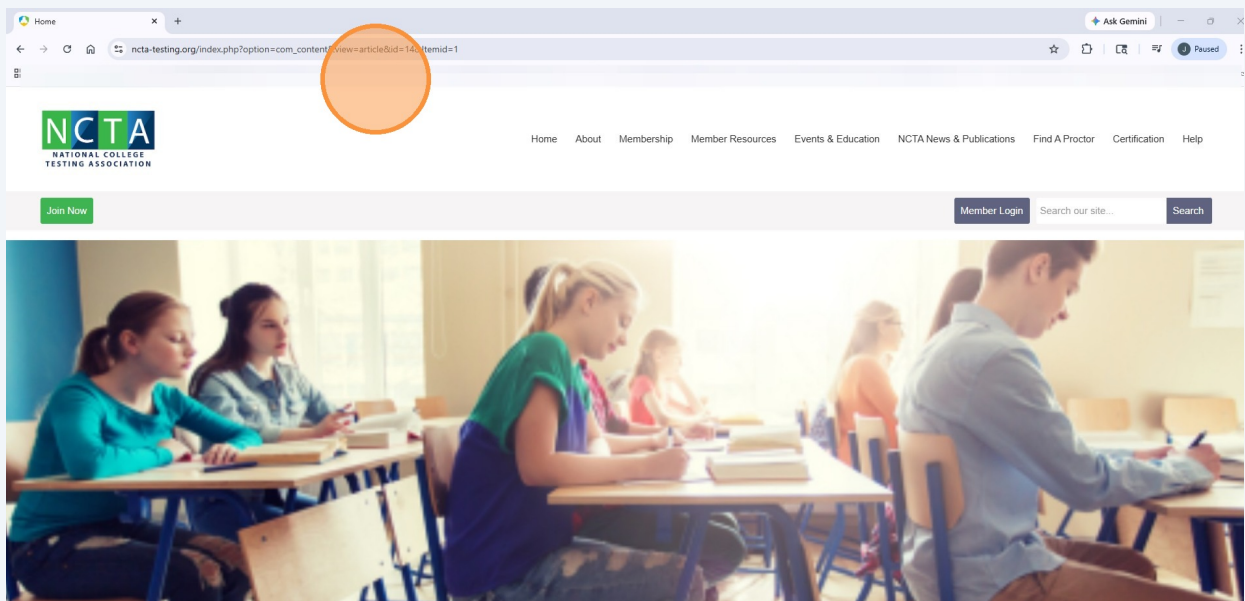 Home
Ask Gemini
ncta-testing.org/index.php?option=com_content&view=article&id=14&Itemid=1
J Paused
NCTA
NATIONAL COLLEGE
TESTING ASSOCIATION
Home About Membership Member Resources Events & Education NCTA News & Publications Find A Proctor Certification Help
Join Now
Member Login Search our site... Search